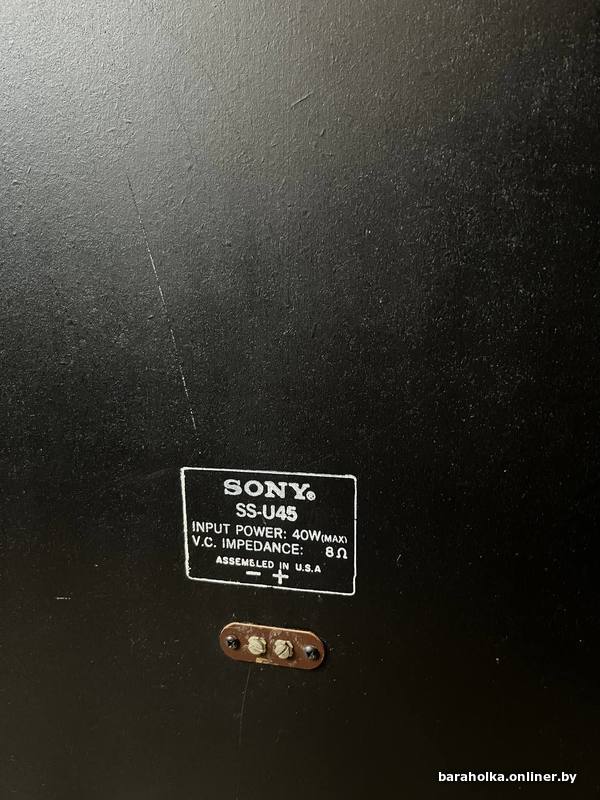 SONY®
SS-U45
INPUT POWER: 40W(MAX)
V.C. IMPEDANCE: 8Ω
ASSEMBLED IN U.S.A
− +
baraholka.onliner.by